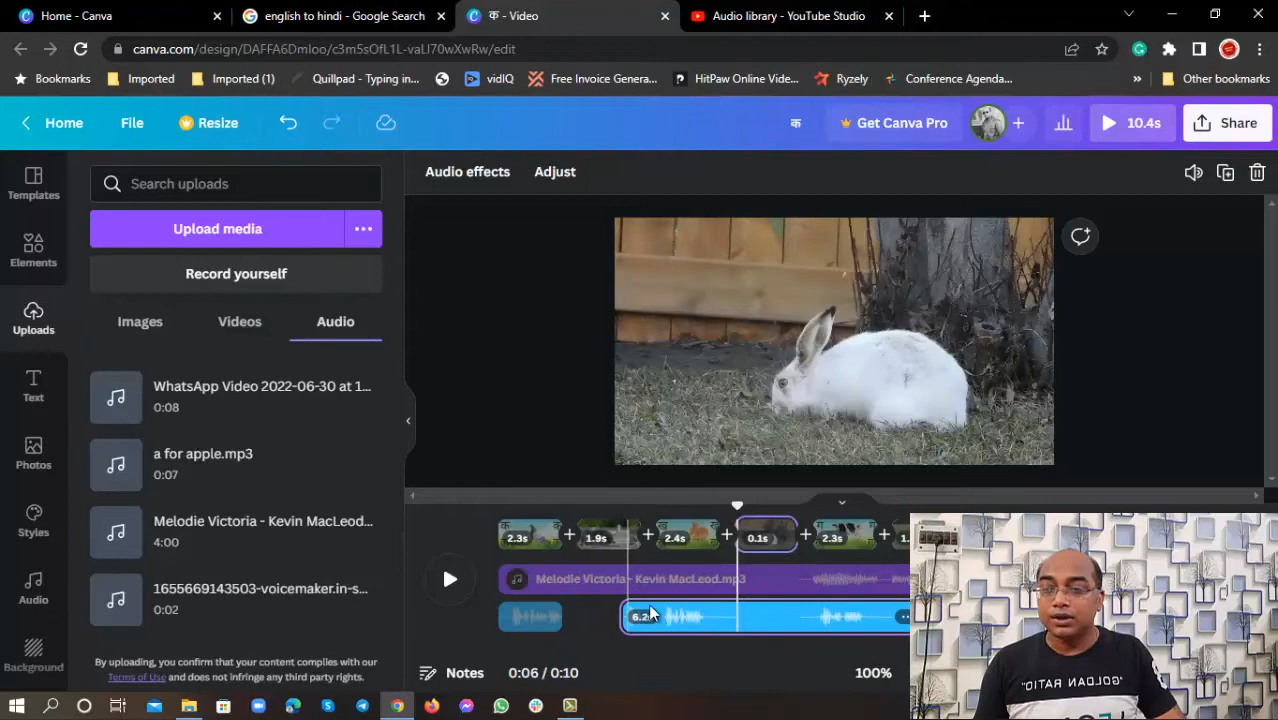 Home - Canva
english to hindi - Google Search
क - Video
Audio library - YouTube Studio
canva.com/design/DAFFA6Dmloo/c3m5sOfL1L-vaLl70wXwRw/edit
Bookmarks
Imported
Imported (1)
Quillpad - Typing in...
vidIQ
Free Invoice Genera...
HitPaw Online Video...
Ryzely
Conference Agenda...
Other bookmarks
Home
File
Resize
क
Get Canva Pro
10.4s
Share
Templates
Elements
Uploads
Text
Photos
Styles
Audio
Background
Search uploads
Upload media
Record yourself
Images
Videos
Audio
WhatsApp Video 2022-06-30 at 1...
0:08
a for apple.mp3
0:07
Melodie Victoria - Kevin MacLeod...
4:00
1655669143503-voicemaker.in-s...
0:02
By uploading, you confirm that your content complies with our
Terms of Use and does not infringe any third party rights.
Audio effects
Adjust
2.3s
1.9s
2.4s
0.1s
2.3s
Melodie Victoria - Kevin MacLeod.mp3
Notes
0:06 / 0:10
100%
"GOLDAN RATIO"